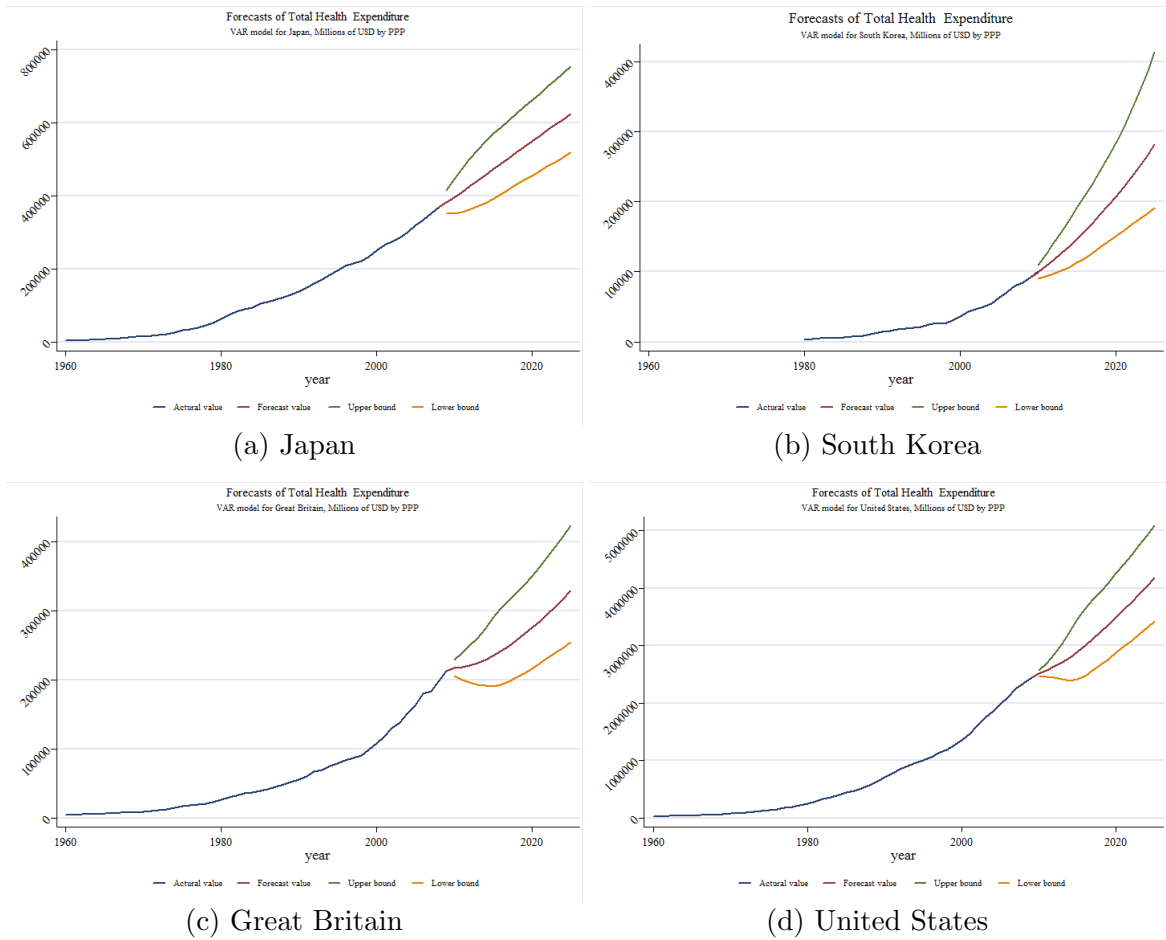 Forecasts of Total Health Expenditure
VAR model for Japan, Millions of USD by PPP
800000
600000
400000
200000
0
1960 1980 2000 2020
year
Actural value Forecast value Upper bound Lower bound
(a) Japan
Forecasts of Total Health Expenditure
VAR model for South Korea, Millions of USD by PPP
400000
300000
200000
100000
0
1960 1980 2000 2020
year
Actural value Forecast value Upper bound Lower bound
(b) South Korea
Forecasts of Total Health Expenditure
VAR model for Great Britain, Millions of USD by PPP
400000
300000
200000
100000
0
1960 1980 2000 2020
year
Actural value Forecast value Upper bound Lower bound
(c) Great Britain
Forecasts of Total Health Expenditure
VAR model for United States, Millions of USD by PPP
5000000
4000000
3000000
2000000
1000000
0
1960 1980 2000 2020
year
Actural value Forecast value Upper bound Lower bound
(d) United States